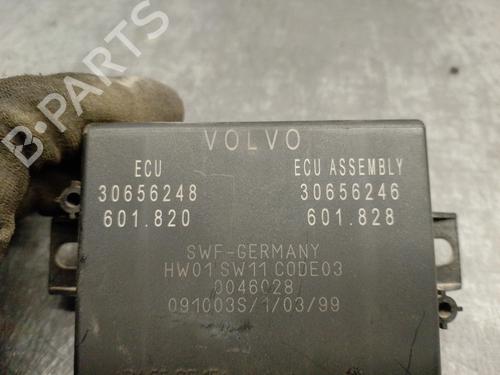 B-PARTS
VOLVO
ECU
30656248
601.820
ECU ASSEMBLY
30656246
601.828
SWF-GERMANY
HW01 SW11 CODE03
0046028
091003S/1/03/99